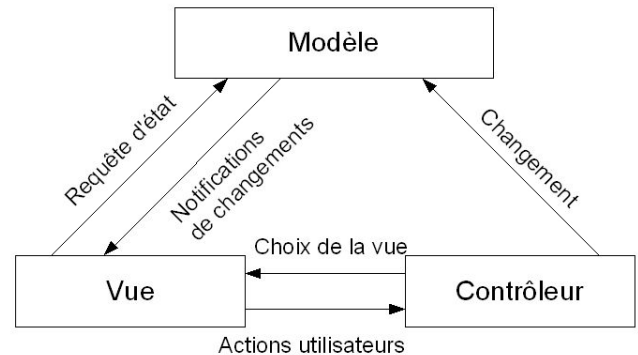 Modèle
Requête d'état
Notifications
de changements
Changement
Choix de la vue
Vue
Contrôleur
Actions utilisateurs